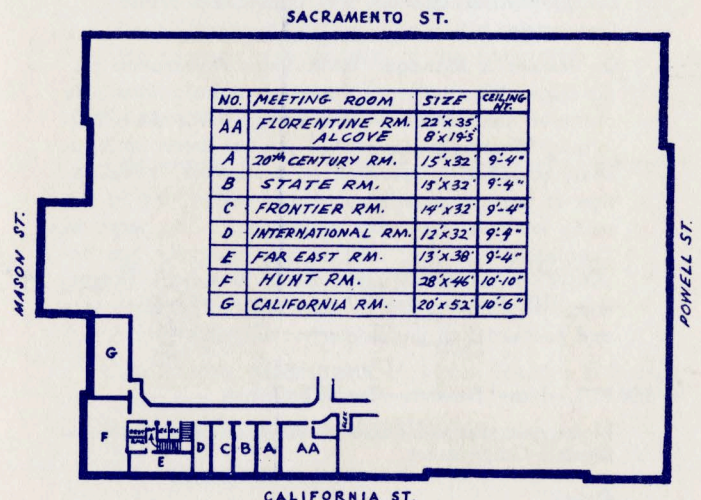 SACRAMENTO ST.
NO. MEETING ROOM SIZE CEILING HT.
AA FLORENTINE RM. 22'X35'
ALCOVE 8'X19'5
A 20th CENTURY RM. 15'X32' 9'-4"
B STATE RM. 15'X32' 9'-4"
C FRONTIER RM. 14'X32' 9'-4"
D INTERNATIONAL RM. 12'X32' 9'-9"
E FAR EAST RM. 13'X38' 9'-4"
F HUNT RM. 28'X46' 10'-10"
G CALIFORNIA RM. 20'X52' 10'-6"
MASON ST.
POWELL ST.
G
F E D C B A AA
CALIFORNIA ST.